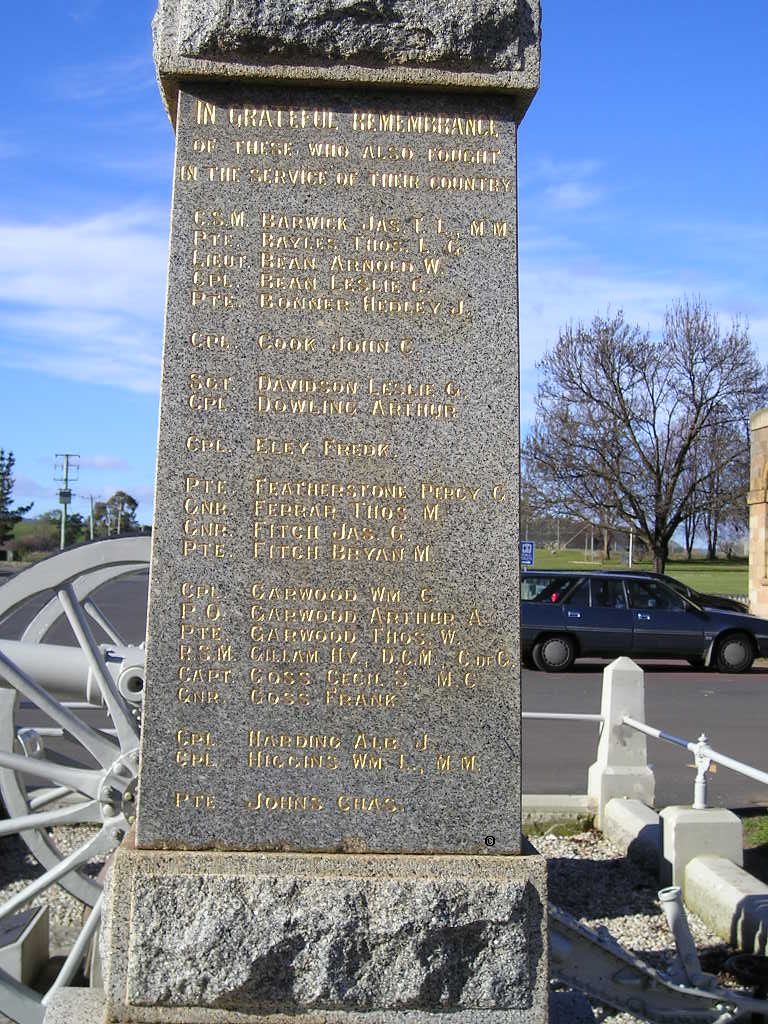 IN GRATEFUL REMEMBRANCE
OF THESE WHO ALSO FOUGHT
IN THE SERVICE OF THEIR COUNTRY
C.S.M. BARWICK JAS. T. L., M.M.
PTE. BAYLES THOS. L. G.
LIEUT. BEAN ARNOLD W.
CPL. BEAN LESLIE C.
PTE. BONNER HEDLEY J.
CPL. COOK JOHN C.
SGT. DAVIDSON LESLIE G.
CPL. DOWLING ARTHUR
CPL. ELEY FREDK.
PTE. FEATHERSTONE PERCY C.
GNR. FERRAR THOS. M.
GNR. FITCH JAS. G.
PTE. FITCH BRYAN M.
CPL. GARWOOD WM. G.
P.O. GARWOOD ARTHUR A.
PTE. GARWOOD THOS. W.
R.S.M. GILLAM HY., D.C.M., C. DE G.
CAPT. GOSS CECIL S. M.C.
GNR. GOSS FRANK
CPL. HARDING ALB. J.
CPL. HIGGINS WM. L., M.M.
PTE. JOHNS CHAS.